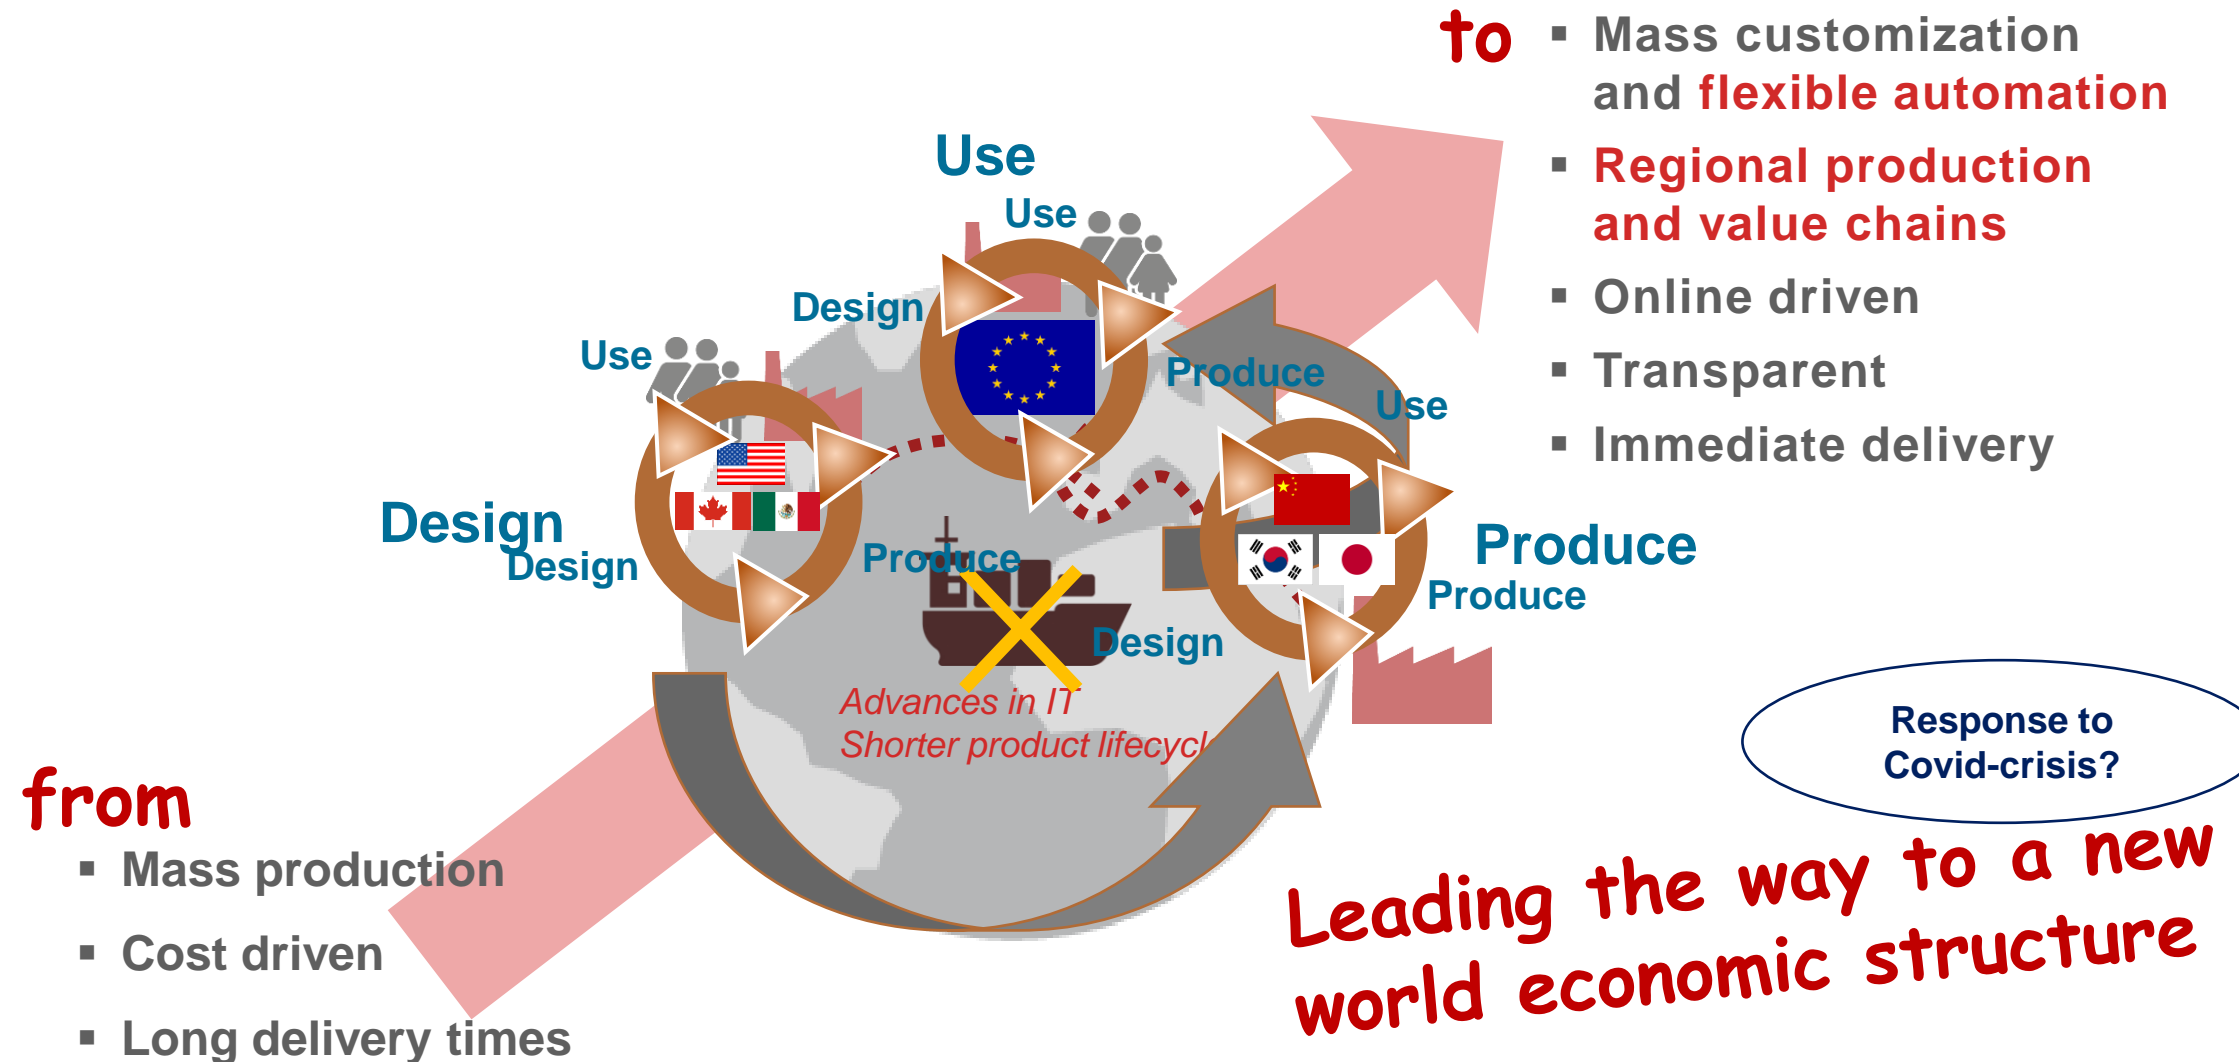 to
▪ Mass customization
and flexible automation
▪ Regional production
and value chains
▪ Online driven
▪ Transparent
▪ Immediate delivery
Use
Use
Design
Produce
Use
Design
Design
Produce
Use
Produce
Produce
Design
Advances in IT
Shorter product lifecycl
Response to
Covid-crisis?
from
▪ Mass production
▪ Cost driven
▪ Long delivery times
Leading the way to a new
world economic structure